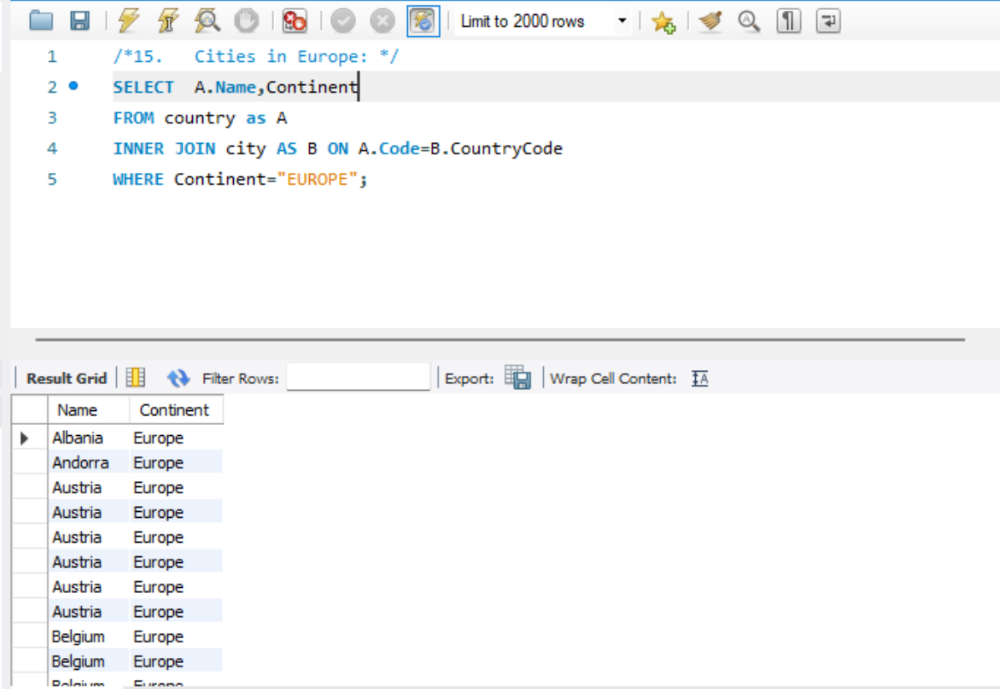 Limit to 2000 rows
1 /*15. Cities in Europe: */
2 SELECT A.Name,Continent
3 FROM country as A
4 INNER JOIN city AS B ON A.Code=B.CountryCode
5 WHERE Continent="EUROPE";
Result Grid Filter Rows: Export: Wrap Cell Content: IA
Name Continent
Albania Europe
Andorra Europe
Austria Europe
Austria Europe
Austria Europe
Austria Europe
Austria Europe
Austria Europe
Belgium Europe
Belgium Europe
Belgium Europe